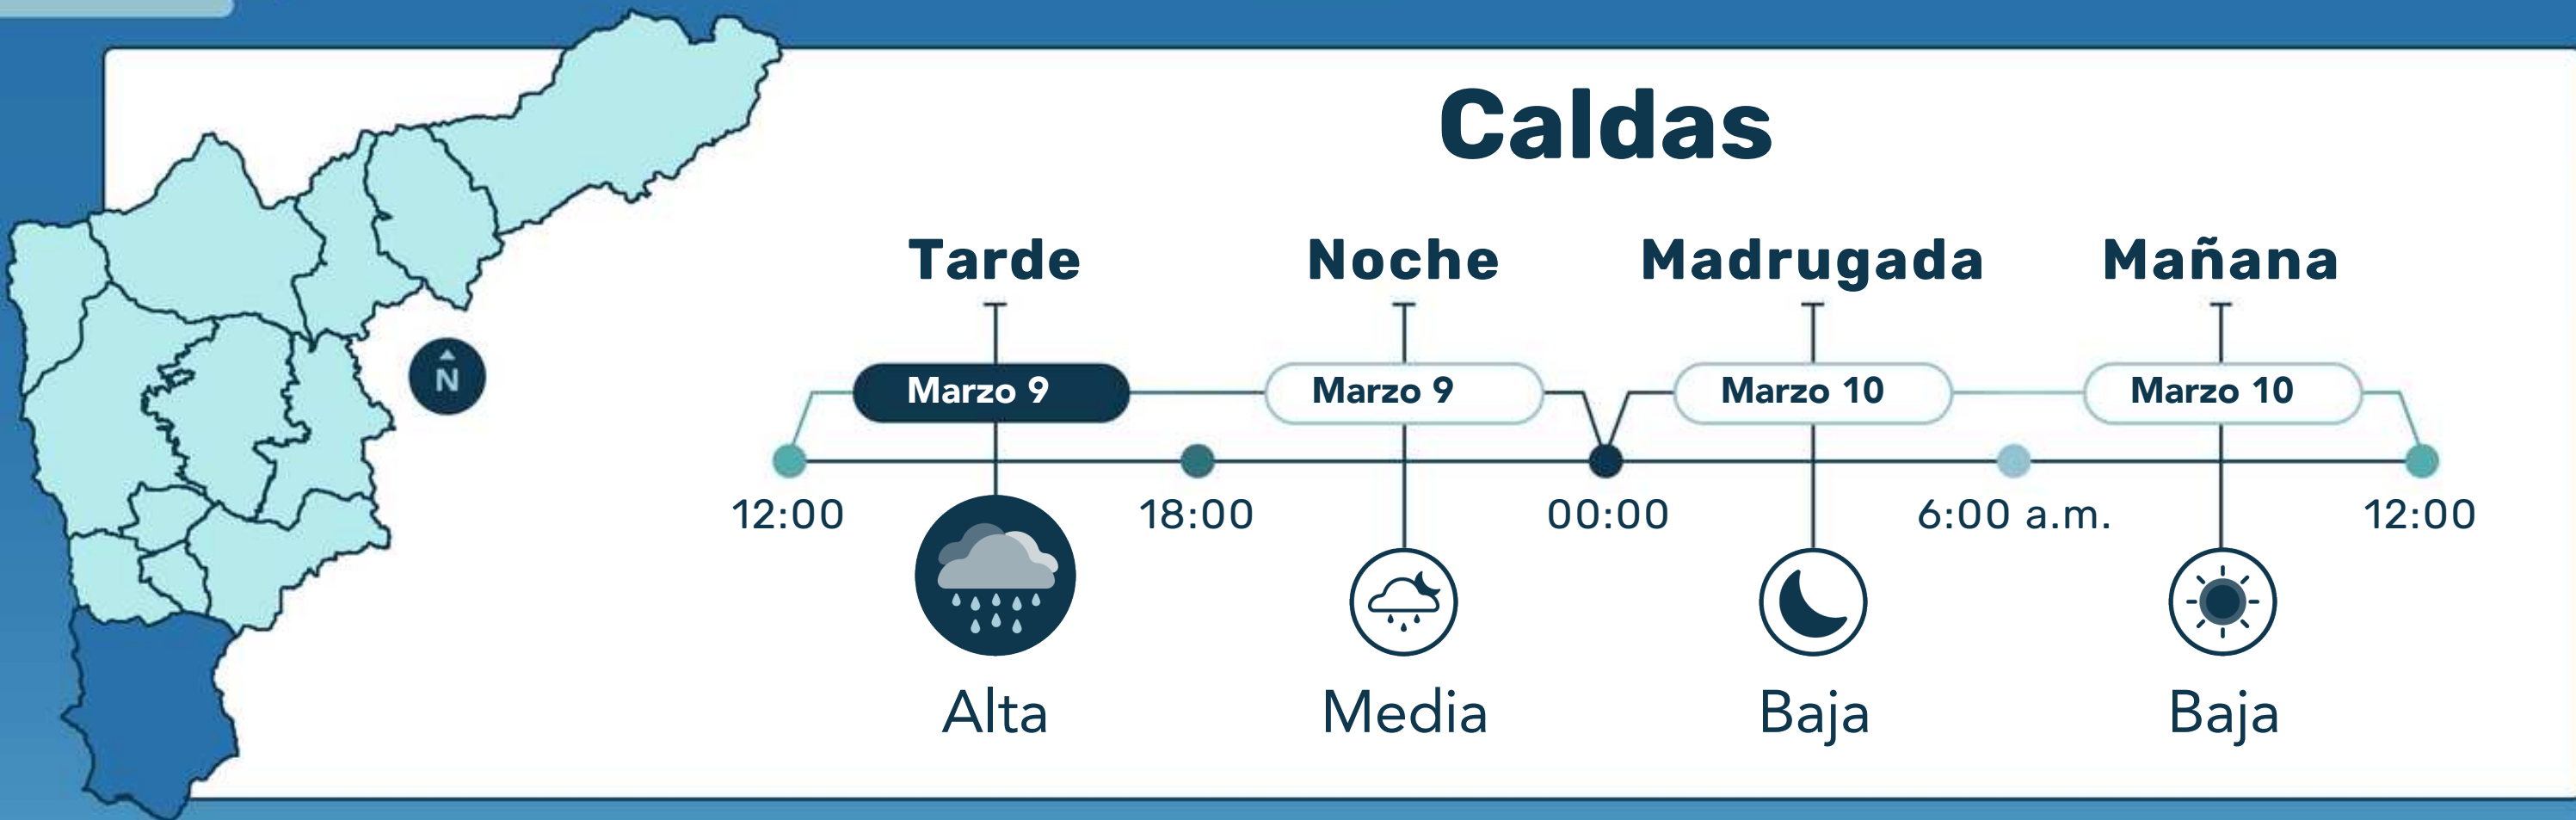 Caldas
Tarde Noche Madrugada Mañana
Marzo 9 Marzo 9 Marzo 10 Marzo 10
N
12:00 18:00 00:00 6:00 a.m. 12:00
Alta Media Baja Baja